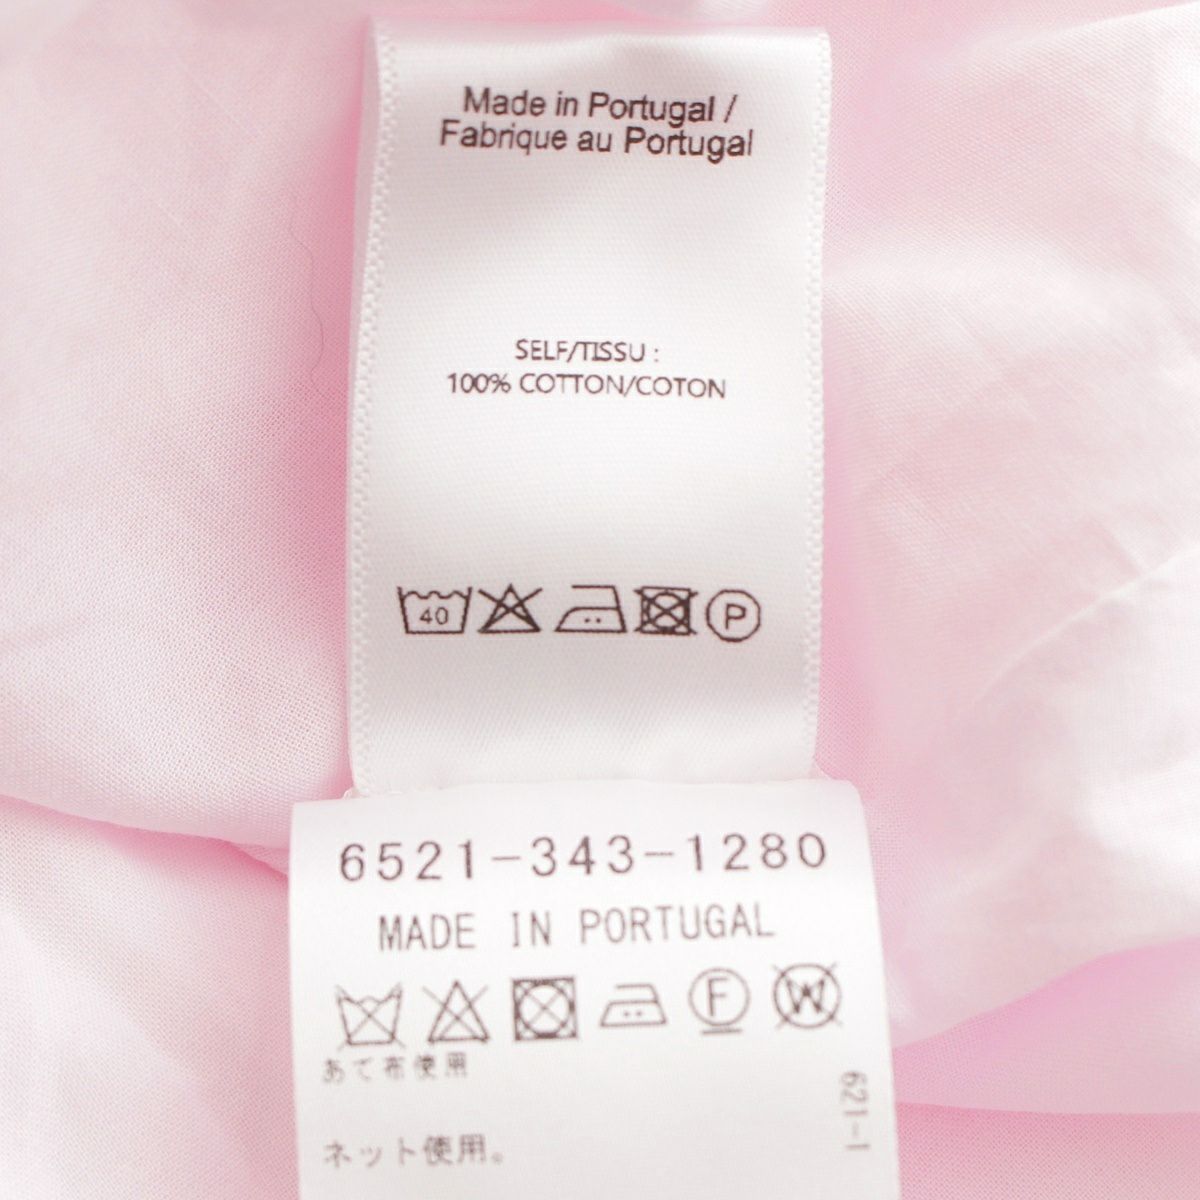 Made in Portugal /
Fabrique au Portugal
SELF/TISSU :
100% COTTON/COTON
40
P
6521-343-1280
MADE IN PORTUGAL
F
W
あて布使用
ネット使用。
621-1